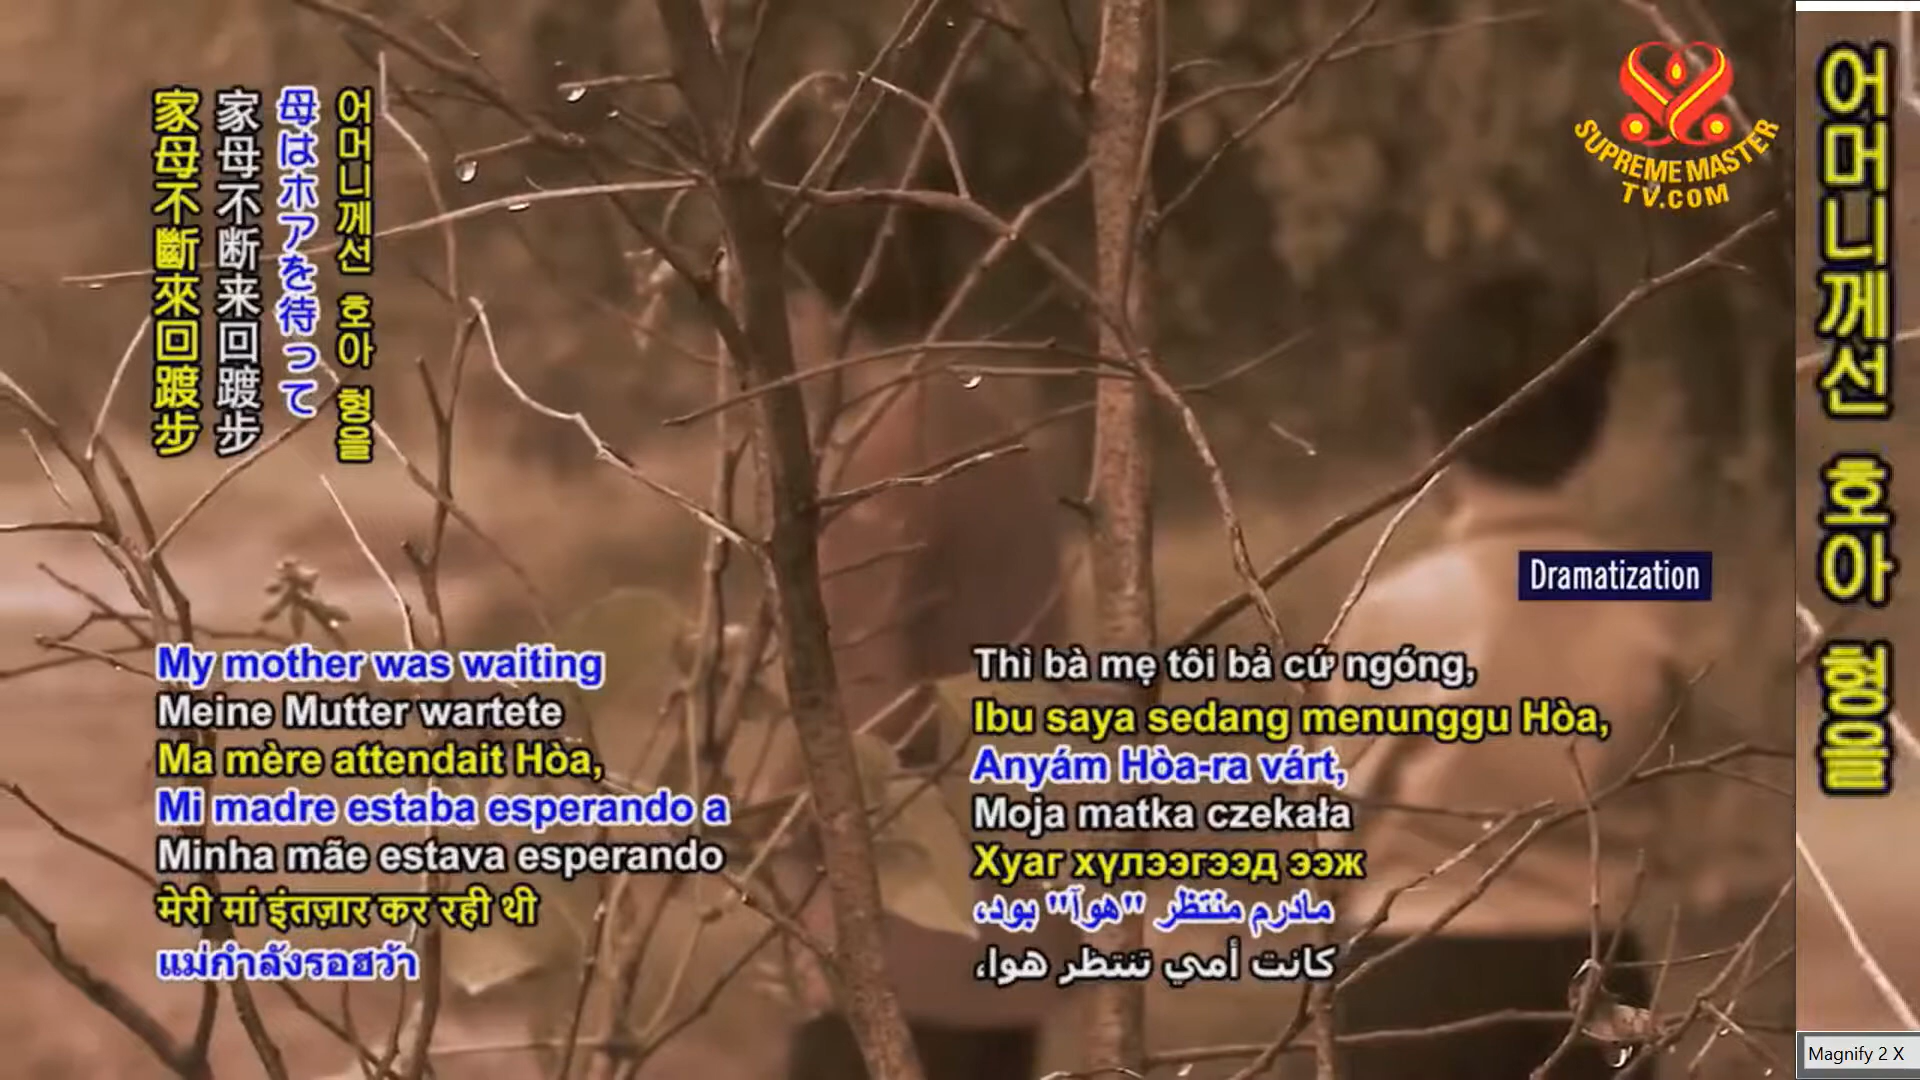 어머니께선 호아 형을
母はホアを待って
家母不断来回踱步
家母不斷來回踱步
SUPREME MASTER
TV.COM
Dramatization
My mother was waiting
Meine Mutter wartete
Ma mère attendait Hòa,
Mi madre estaba esperando a
Minha mãe estava esperando
मेरी मां इंतज़ार कर रही थी
แม่กำลังรอฮว้า
Thì bà mẹ tôi bả cứ ngóng,
Ibu saya sedang menunggu Hòa,
Anyám Hòa-ra várt,
Moja matka czekała
Хуаг хүлээгээд ээж
مادرم منتظر "هوآ" بود،
كانت أمي تنتظر هوا،
어머니께선 호아 형을
Magnify 2 X